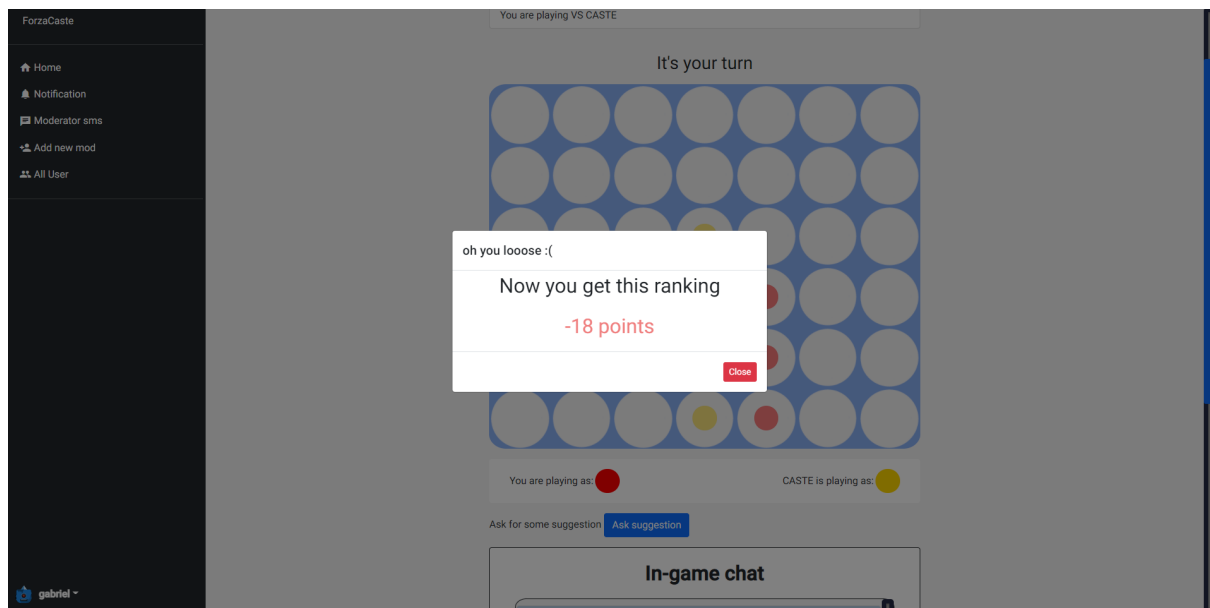 ForzaCaste
Home
Notification
Moderator sms
Add new mod
All User
gabriel
You are playing VS CASTE
It's your turn
oh you looose :(
Now you get this ranking
-18 points
Close
You are playing as:
CASTE is playing as:
Ask for some suggestion Ask suggestion
In-game chat